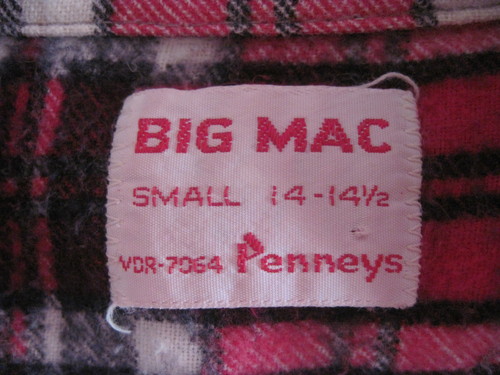 BIG MAC
SMALL 14-14½
VDR-7064 Penneys